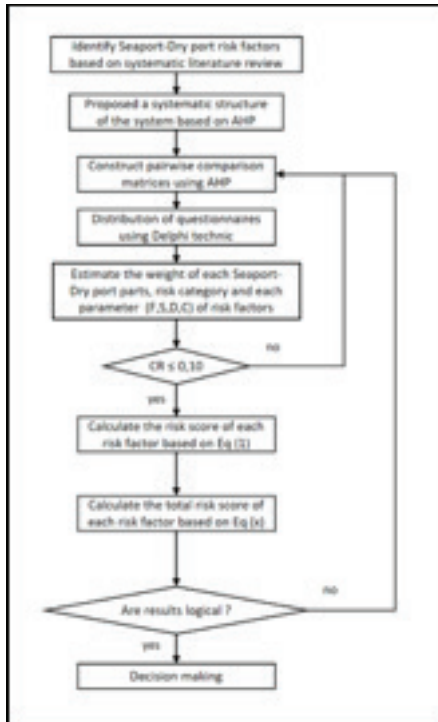 Identify Seaport-Dry port risk factors
based on systematic literature review
Proposed a systematic structure
of the system based on AHP
Construct pairwise comparison
matrices using AHP
Distribution of questionnaires
using Delphi technic
Estimate the weight of each Seaport-
Dry port parts, risk category and each
parameter (F,S,D,C) of risk factors
no
CR ≤ 0,10
yes
Calculate the risk score of each
risk factor based on Eq (1)
Calculate the total risk score of
each risk factor based on Eq (x)
no
Are results logical ?
yes
Decision making